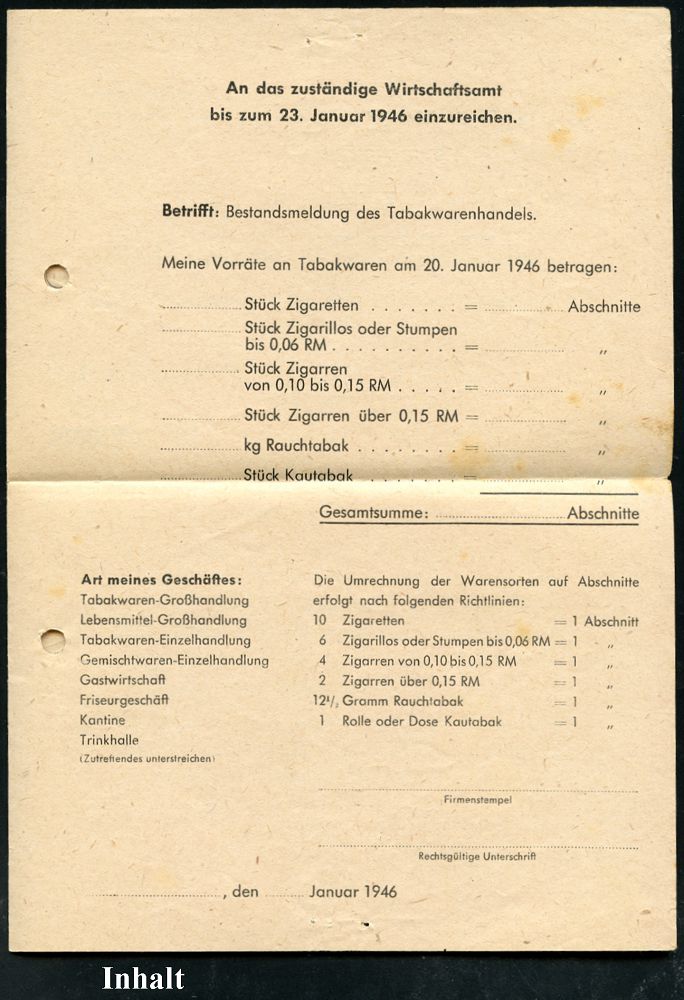 An das zuständige Wirtschaftsamt
bis zum 23. Januar 1946 einzureichen.
Betrifft: Bestandsmeldung des Tabakwarenhandels.
Meine Vorräte an Tabakwaren am 20. Januar 1946 betragen:
............ Stück Zigaretten . . . . . . . = ............ Abschnitte
............ Stück Zigarillos oder Stumpen
bis 0,06 RM . . . . . . . . . . = ............ „
............ Stück Zigarren
von 0,10 bis 0,15 RM . . . . . = ............ „
............ Stück Zigarren über 0,15 RM = ............ „
............ kg Rauchtabak . . . . . . . . = ............ „
............ Stück Kautabak . . . . . . . . = ............ „
Gesamtsumme: ............ Abschnitte
Art meines Geschäftes:
Tabakwaren-Großhandlung
Lebensmittel-Großhandlung
Tabakwaren-Einzelhandlung
Gemischtwaren-Einzelhandlung
Gastwirtschaft
Friseurgeschäft
Kantine
Trinkhalle
(Zutreffendes unterstreichen)
Die Umrechnung der Warensorten auf Abschnitte
erfolgt nach folgenden Richtlinien:
10 Zigaretten = 1 Abschnitt
6 Zigarillos oder Stumpen bis 0,06 RM = 1 „
4 Zigarren von 0,10 bis 0,15 RM = 1 „
2 Zigarren über 0,15 RM = 1 „
12½ Gramm Rauchtabak = 1 „
1 Rolle oder Dose Kautabak = 1 „
Firmenstempel
Rechtsgültige Unterschrift
............, den ............ Januar 1946
Inhalt